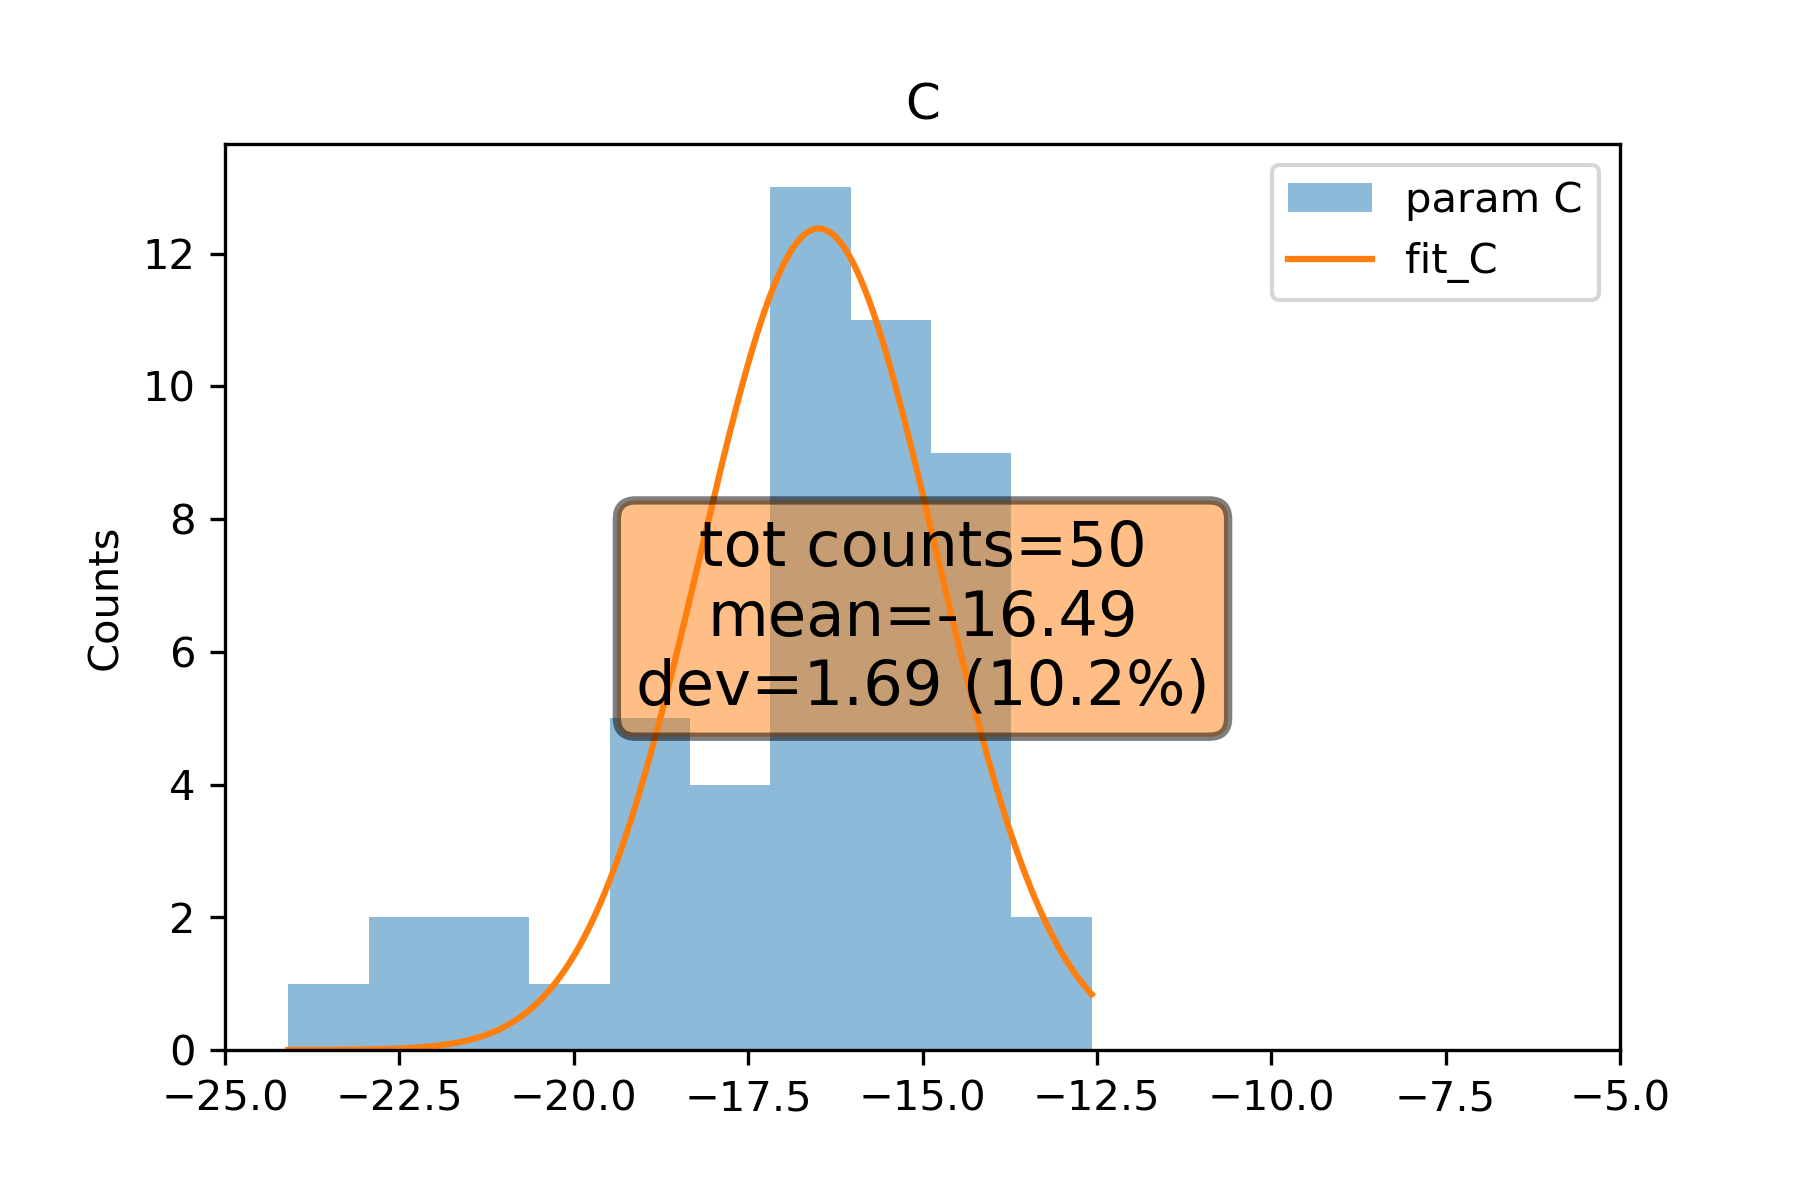 C
param C
fit_C
Counts
12
10
8
6
4
2
0
tot counts=50
mean=-16.49
dev=1.69 (10.2%)
−25.0 −22.5 −20.0 −17.5 −15.0 −12.5 −10.0 −7.5 −5.0